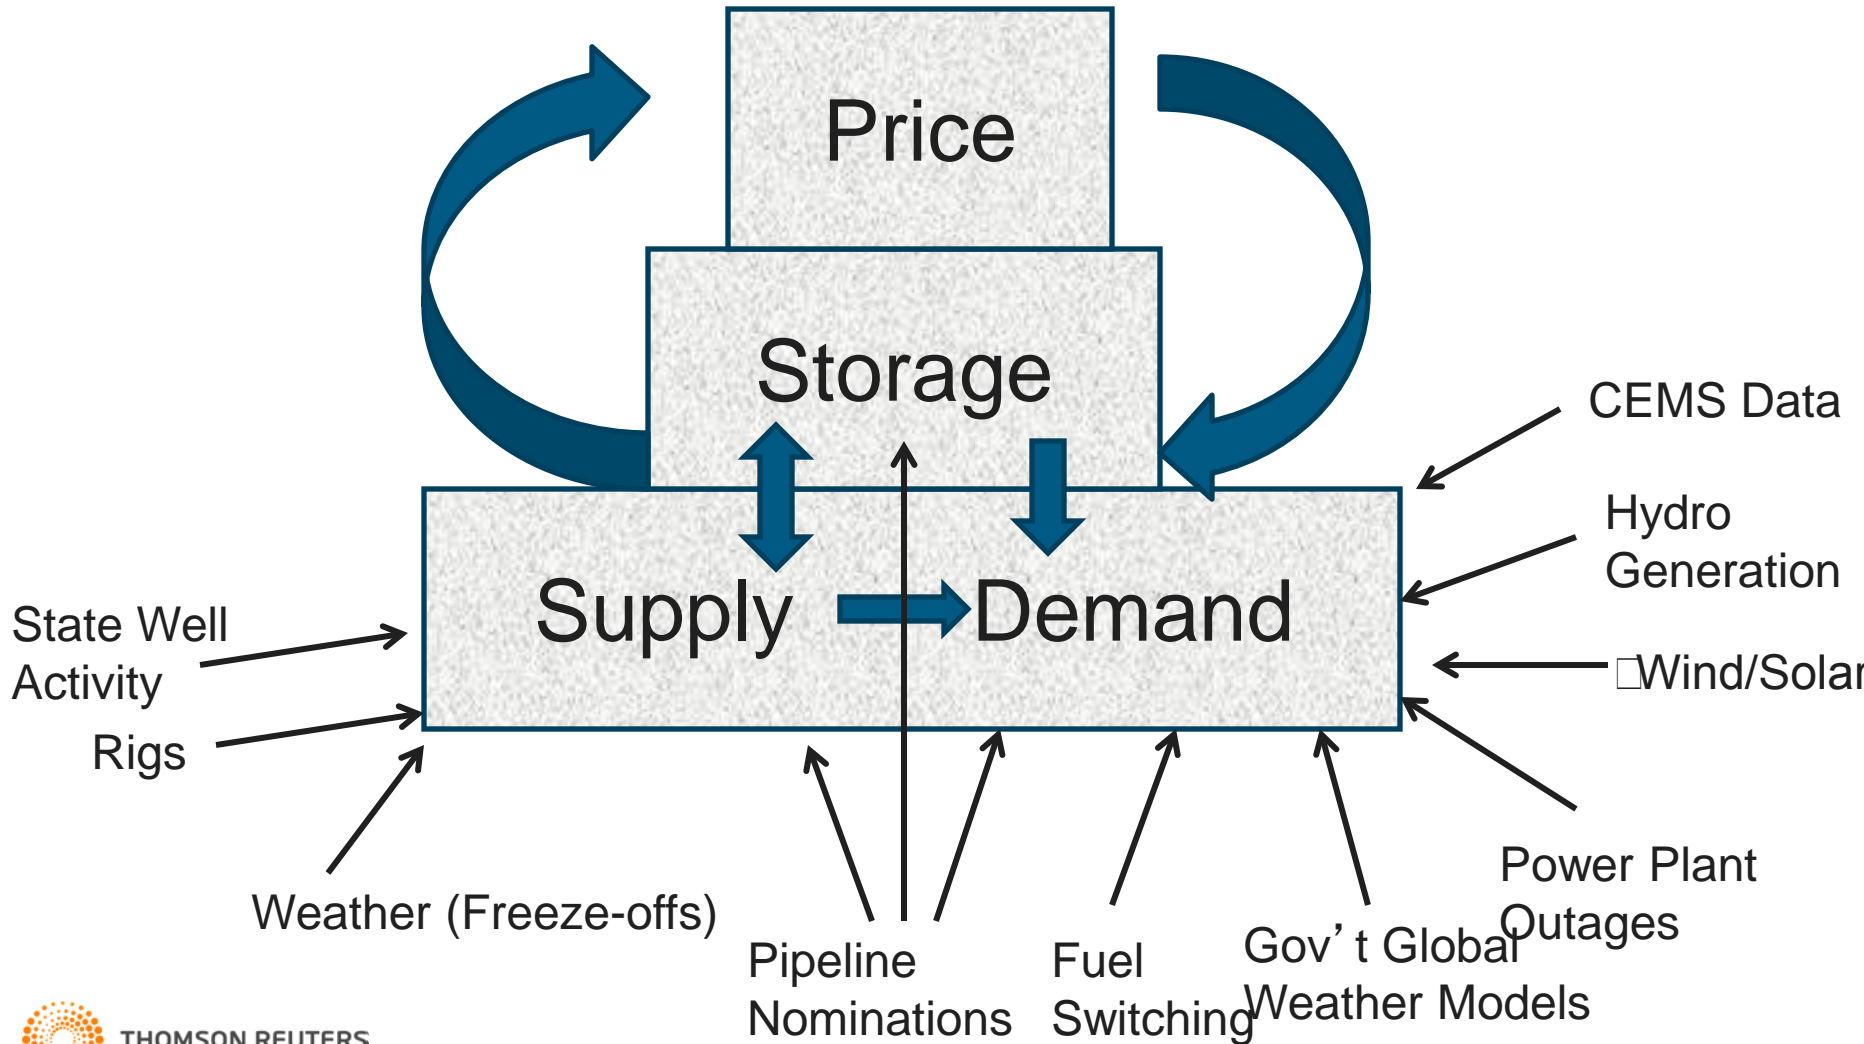 Price
Storage
CEMS Data
Hydro
Generation
Supply
Demand
State Well
Activity
Wind/Solar
Rigs
Power Plant
Outages
Weather (Freeze-offs)
Pipeline
Nominations
Fuel
Switching
Gov’ t Global
Weather Models
THOMSON REUTERS